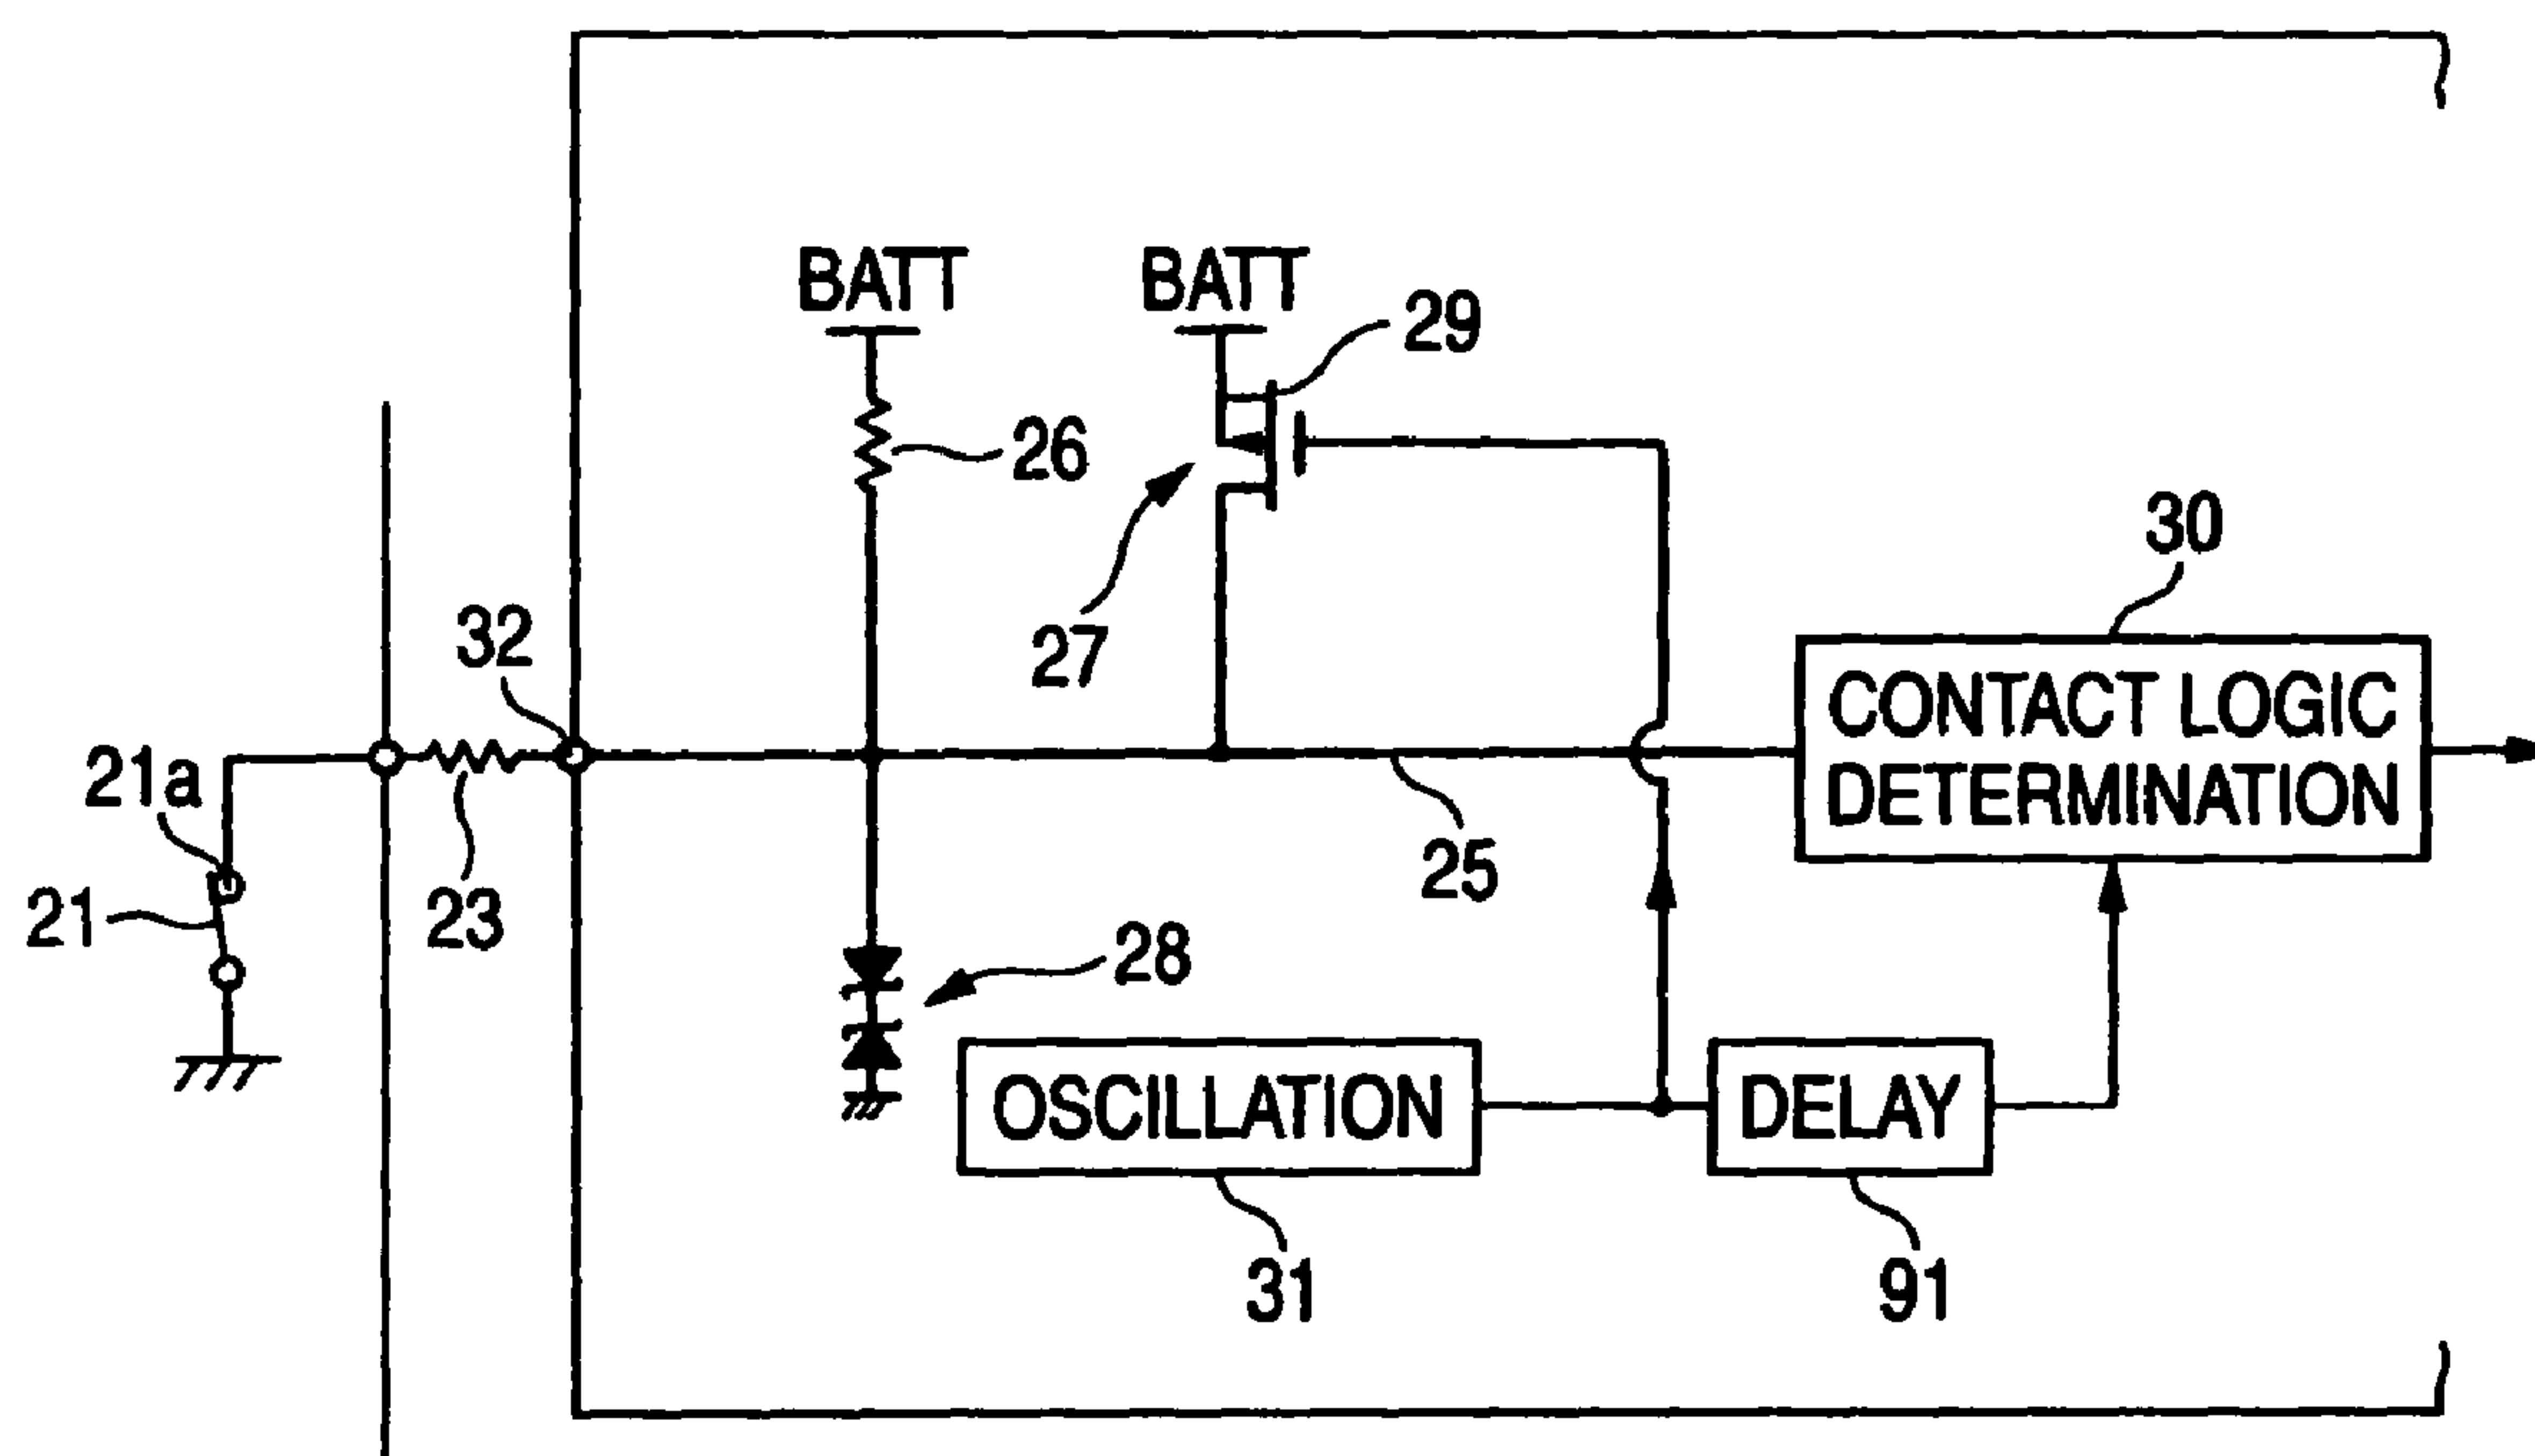 BATT
BATT
29
26
30
27
32
CONTACT LOGIC
DETERMINATION
21a
25
21
23
28
OSCILLATION
DELAY
31
91